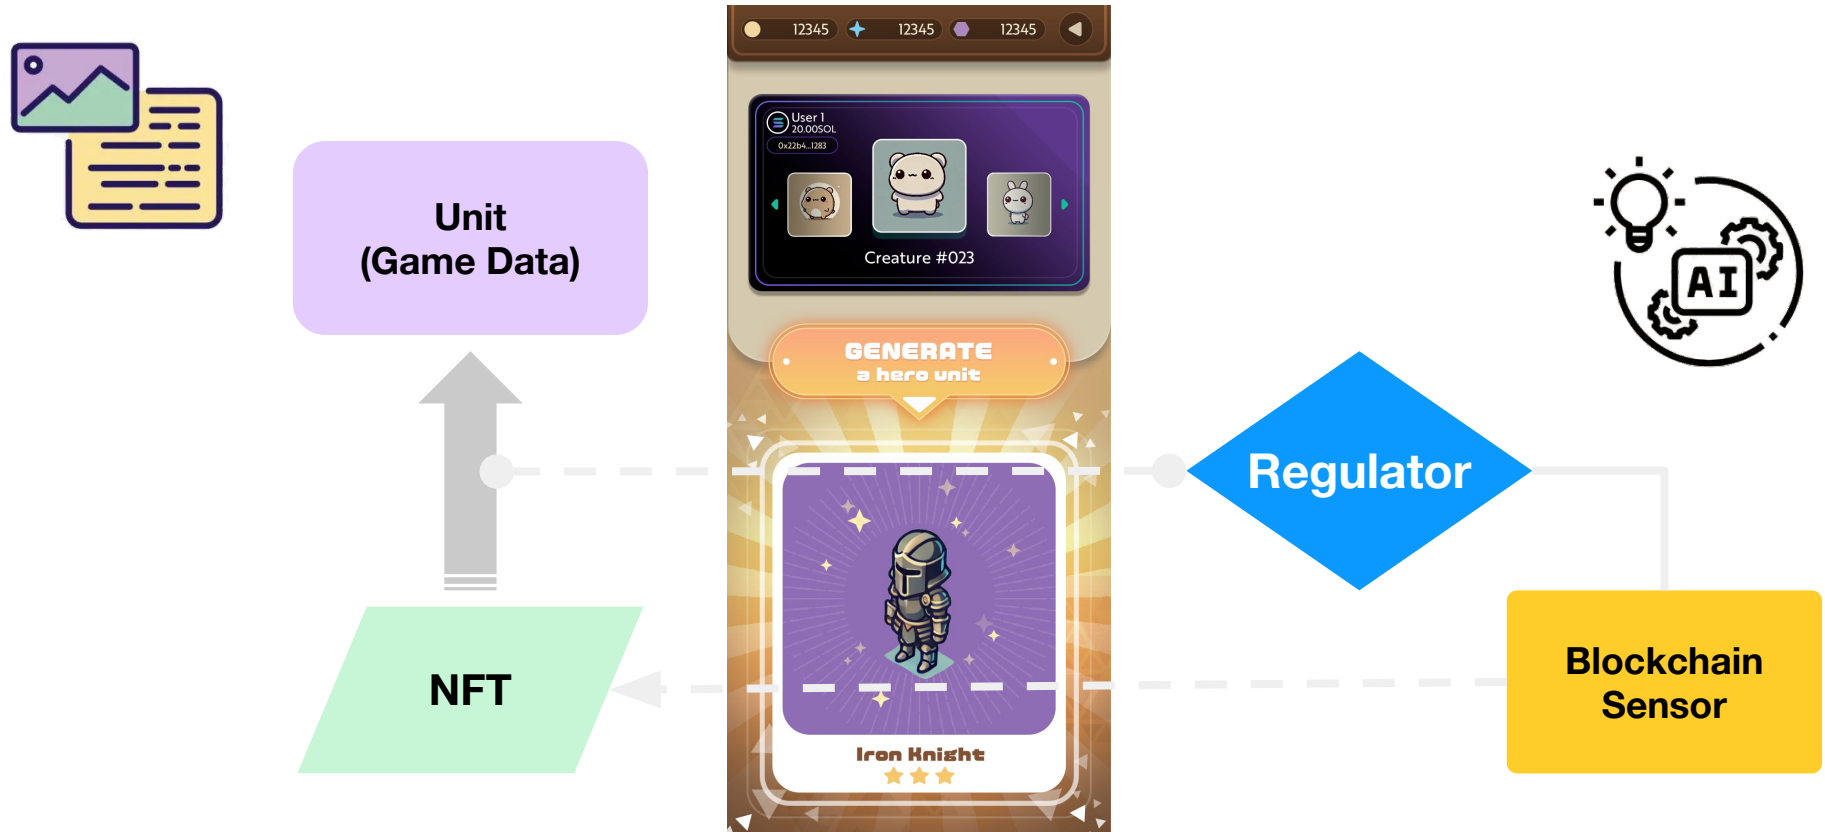 12345
12345
12345
User 1
20.00SOL
0x22b4...1283
Creature #023
GENERATE
a hero unit
Iron Knight
Unit
(Game Data)
NFT
AI
Regulator
Blockchain
Sensor